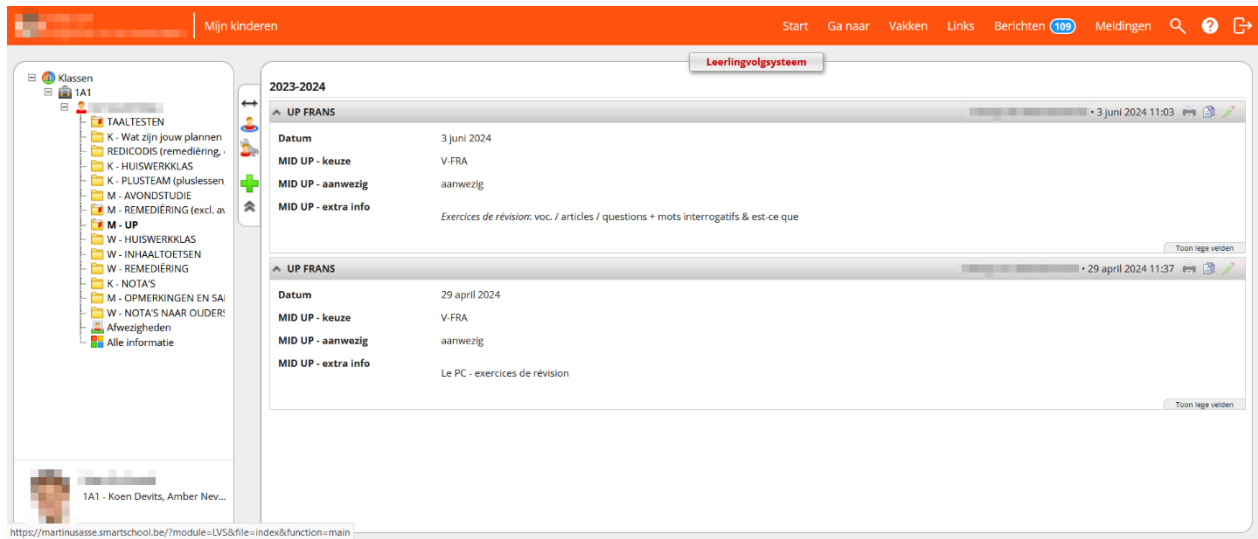 Mijn kinderen
Start Ga naar Vakken Links Berichten 109 Meldingen
Leerlingvolgsysteem
Klassen
1A1
TAALTESTEN
K - Wat zijn jouw plannen
REDICODIS (remediëring,
K - HUISWERKKLAS
K - PLUSTEAM (pluslessen,
M - AVONDSTUDIE
M - REMEDIËRING (excl. av
M - UP
W - HUISWERKKLAS
W - INHAALTOETSEN
W - REMEDIËRING
K - NOTA'S
M - OPMERKINGEN EN SA
W - NOTA'S NAAR OUDERS
Afwezigheden
Alle informatie
1A1 - Koen Devits, Amber Nev...
2023-2024
UP FRANS • 3 juni 2024 11:03
Datum 3 juni 2024
MID UP - keuze V-FRA
MID UP - aanwezig aanwezig
MID UP - extra info
Exercices de révision: voc. / articles / questions + mots interrogatifs & est-ce que
Toon lege velden
UP FRANS • 29 april 2024 11:37
Datum 29 april 2024
MID UP - keuze V-FRA
MID UP - aanwezig aanwezig
MID UP - extra info
Le PC - exercices de révision
Toon lege velden
https://martinusasse.smartschool.be/?module=LVS&file=index&function=main